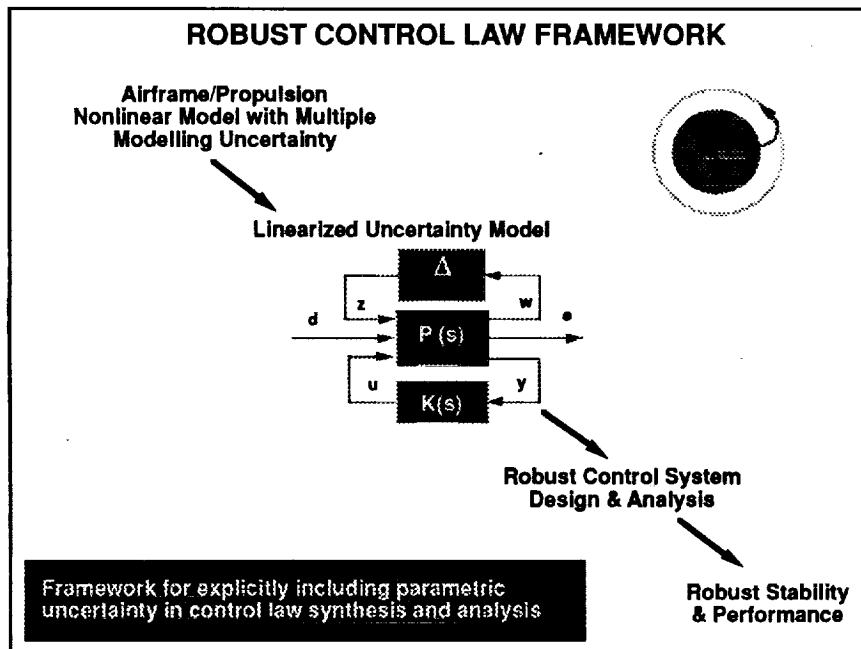 ROBUST CONTROL LAW FRAMEWORK
Airframe/Propulsion
Nonlinear Model with Multiple
Modelling Uncertainty
Linearized Uncertainty Model
Δ
z
w
d
P (s)
e
u
y
K(s)
Robust Control System
Design & Analysis
Framework for explicitly including parametric
uncertainty in control law synthesis and analysis
Robust Stability
& Performance